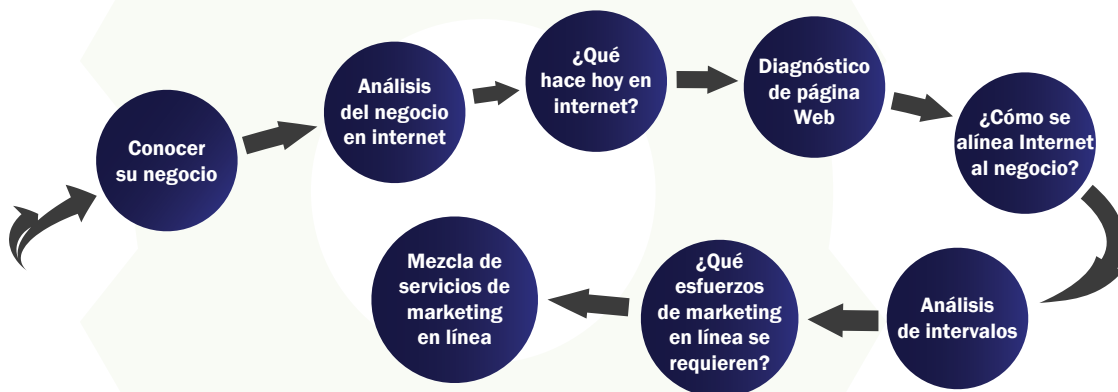 Conocer
su negocio
Análisis
del negocio
en internet
¿Qué
hace hoy en
internet?
Diagnóstico
de página
Web
¿Cómo se
alínea Internet
al negocio?
Análisis
de intervalos
¿Qué
esfuerzos
de marketing
en línea se
requieren?
Mezcla de
servicios de
marketing
en línea